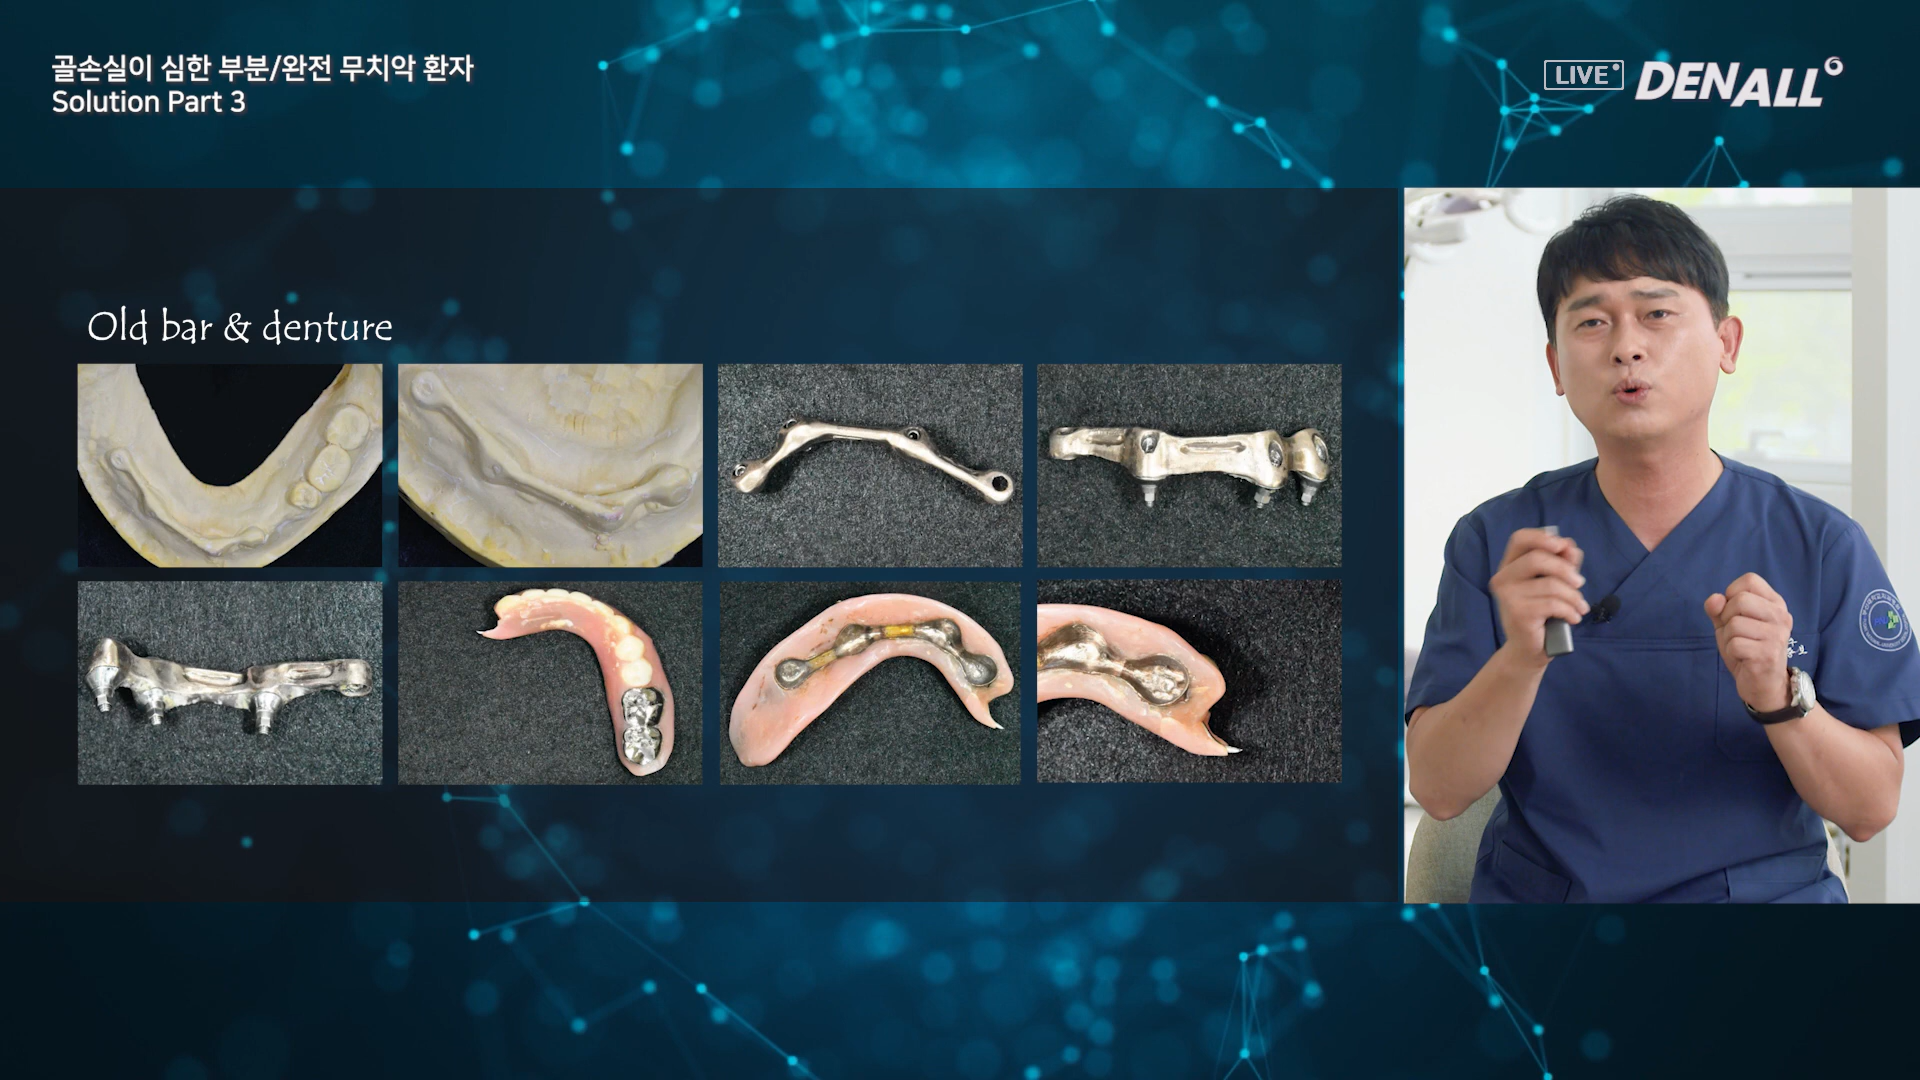 골손실이 심한 부분/완전 무치악 환자
Solution Part 3
LIVE
DENALL
Old bar & denture